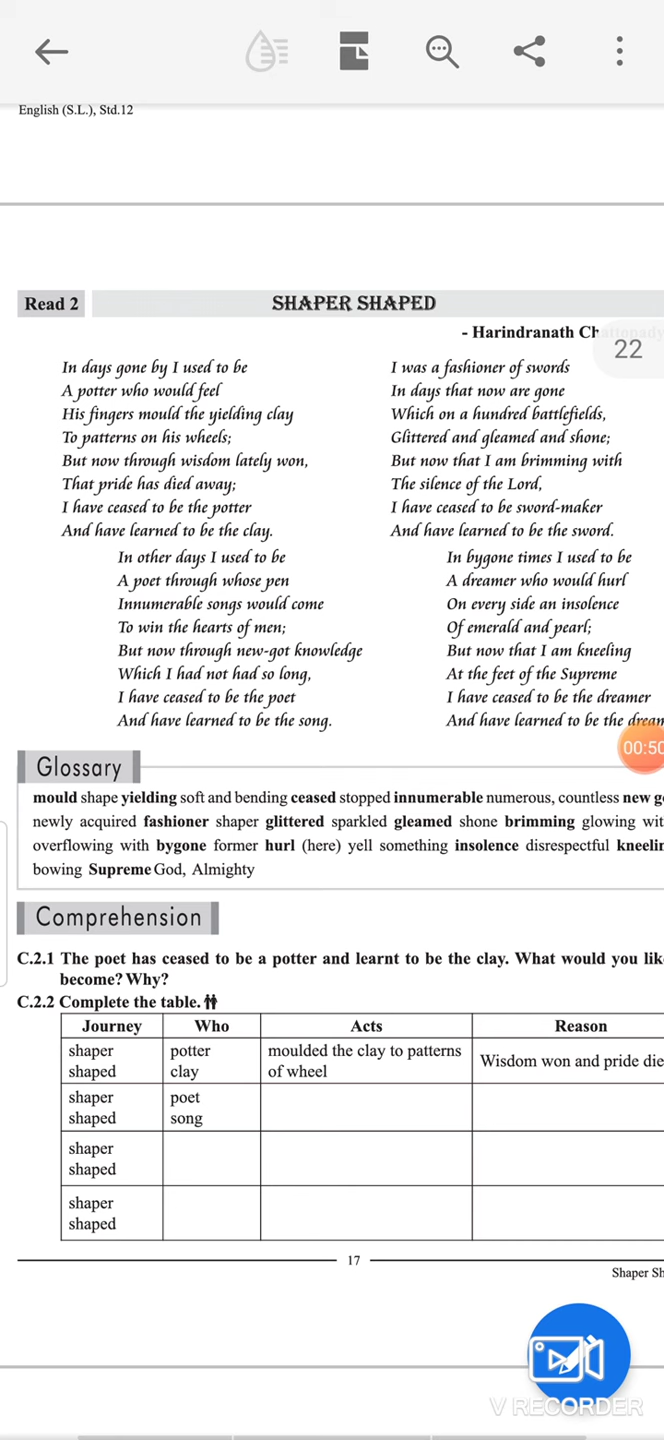 English (S.L.), Std.12
Read 2
SHAPER SHAPED
- Harindranath
22
In days gone by I used to be
A potter who would feel
His fingers mould the yielding clay
To patterns on his wheels;
But now through wisdom lately won,
That pride has died away;
I have ceased to be the potter
And have learned to be the clay.
In other days I used to be
A poet through whose pen
Innumerable songs would come
To win the hearts of men;
But now through new-got knowledge
Which I had not had so long,
I have ceased to be the poet
And have learned to be the song.
I was a fashioner of swords
In days that now are gone
Which on a hundred battlefields,
Glittered and gleamed and shone;
But now that I am brimming with
The silence of the Lord,
I have ceased to be sword-maker
And have learned to be the sword.
In bygone times I used to be
A dreamer who would hurl
On every side an insolence
Of emerald and pearl;
But now that I am kneeling
At the feet of the Supreme
I have ceased to be the dreamer
And have learned to be the
00:50
Glossary
mould shape yielding soft and bending ceased stopped innumerable numerous, countless new
newly acquired fashioner shaper glittered sparkled gleamed shone brimming glowing
overflowing with bygone former hurl (here) yell something insolence disrespectful
bowing Supreme God, Almighty
Comprehension
C.2.1 The poet has ceased to be a potter and learnt to be the clay. What would you
become? Why?
C.2.2 Complete the table.
Journey Who Acts Reason
shaper potter moulded the clay to patterns Wisdom won and pride
shaped clay of wheel
shaper poet
shaped song
shaper
shaped
shaper
shaped
17
Shaper
V RECORDER